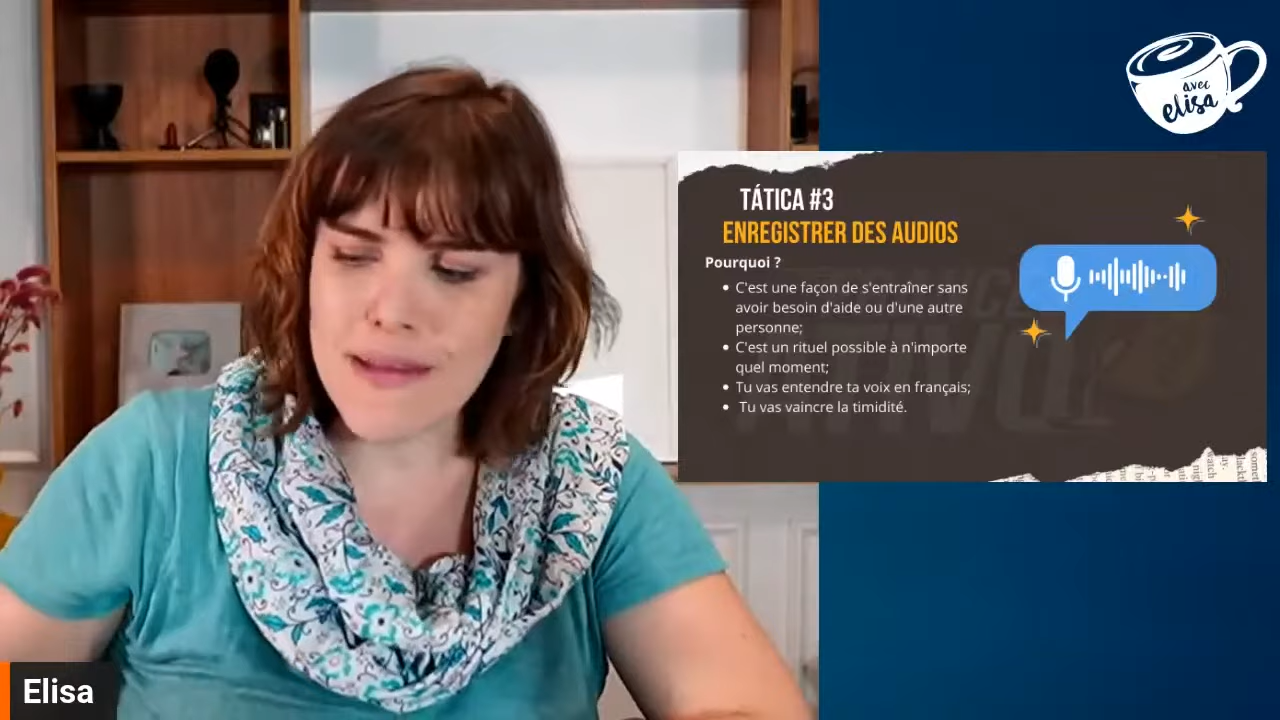 avec
elisa
TÁTICA #3
ENREGISTRER DES AUDIOS
Pourquoi ?
C'est une façon de s'entraîner sans
avoir besoin d'aide ou d'une autre
personne;
C'est un rituel possible à n'importe
quel moment;
Tu vas entendre ta voix en français;
Tu vas vaincre la timidité.
Elisa